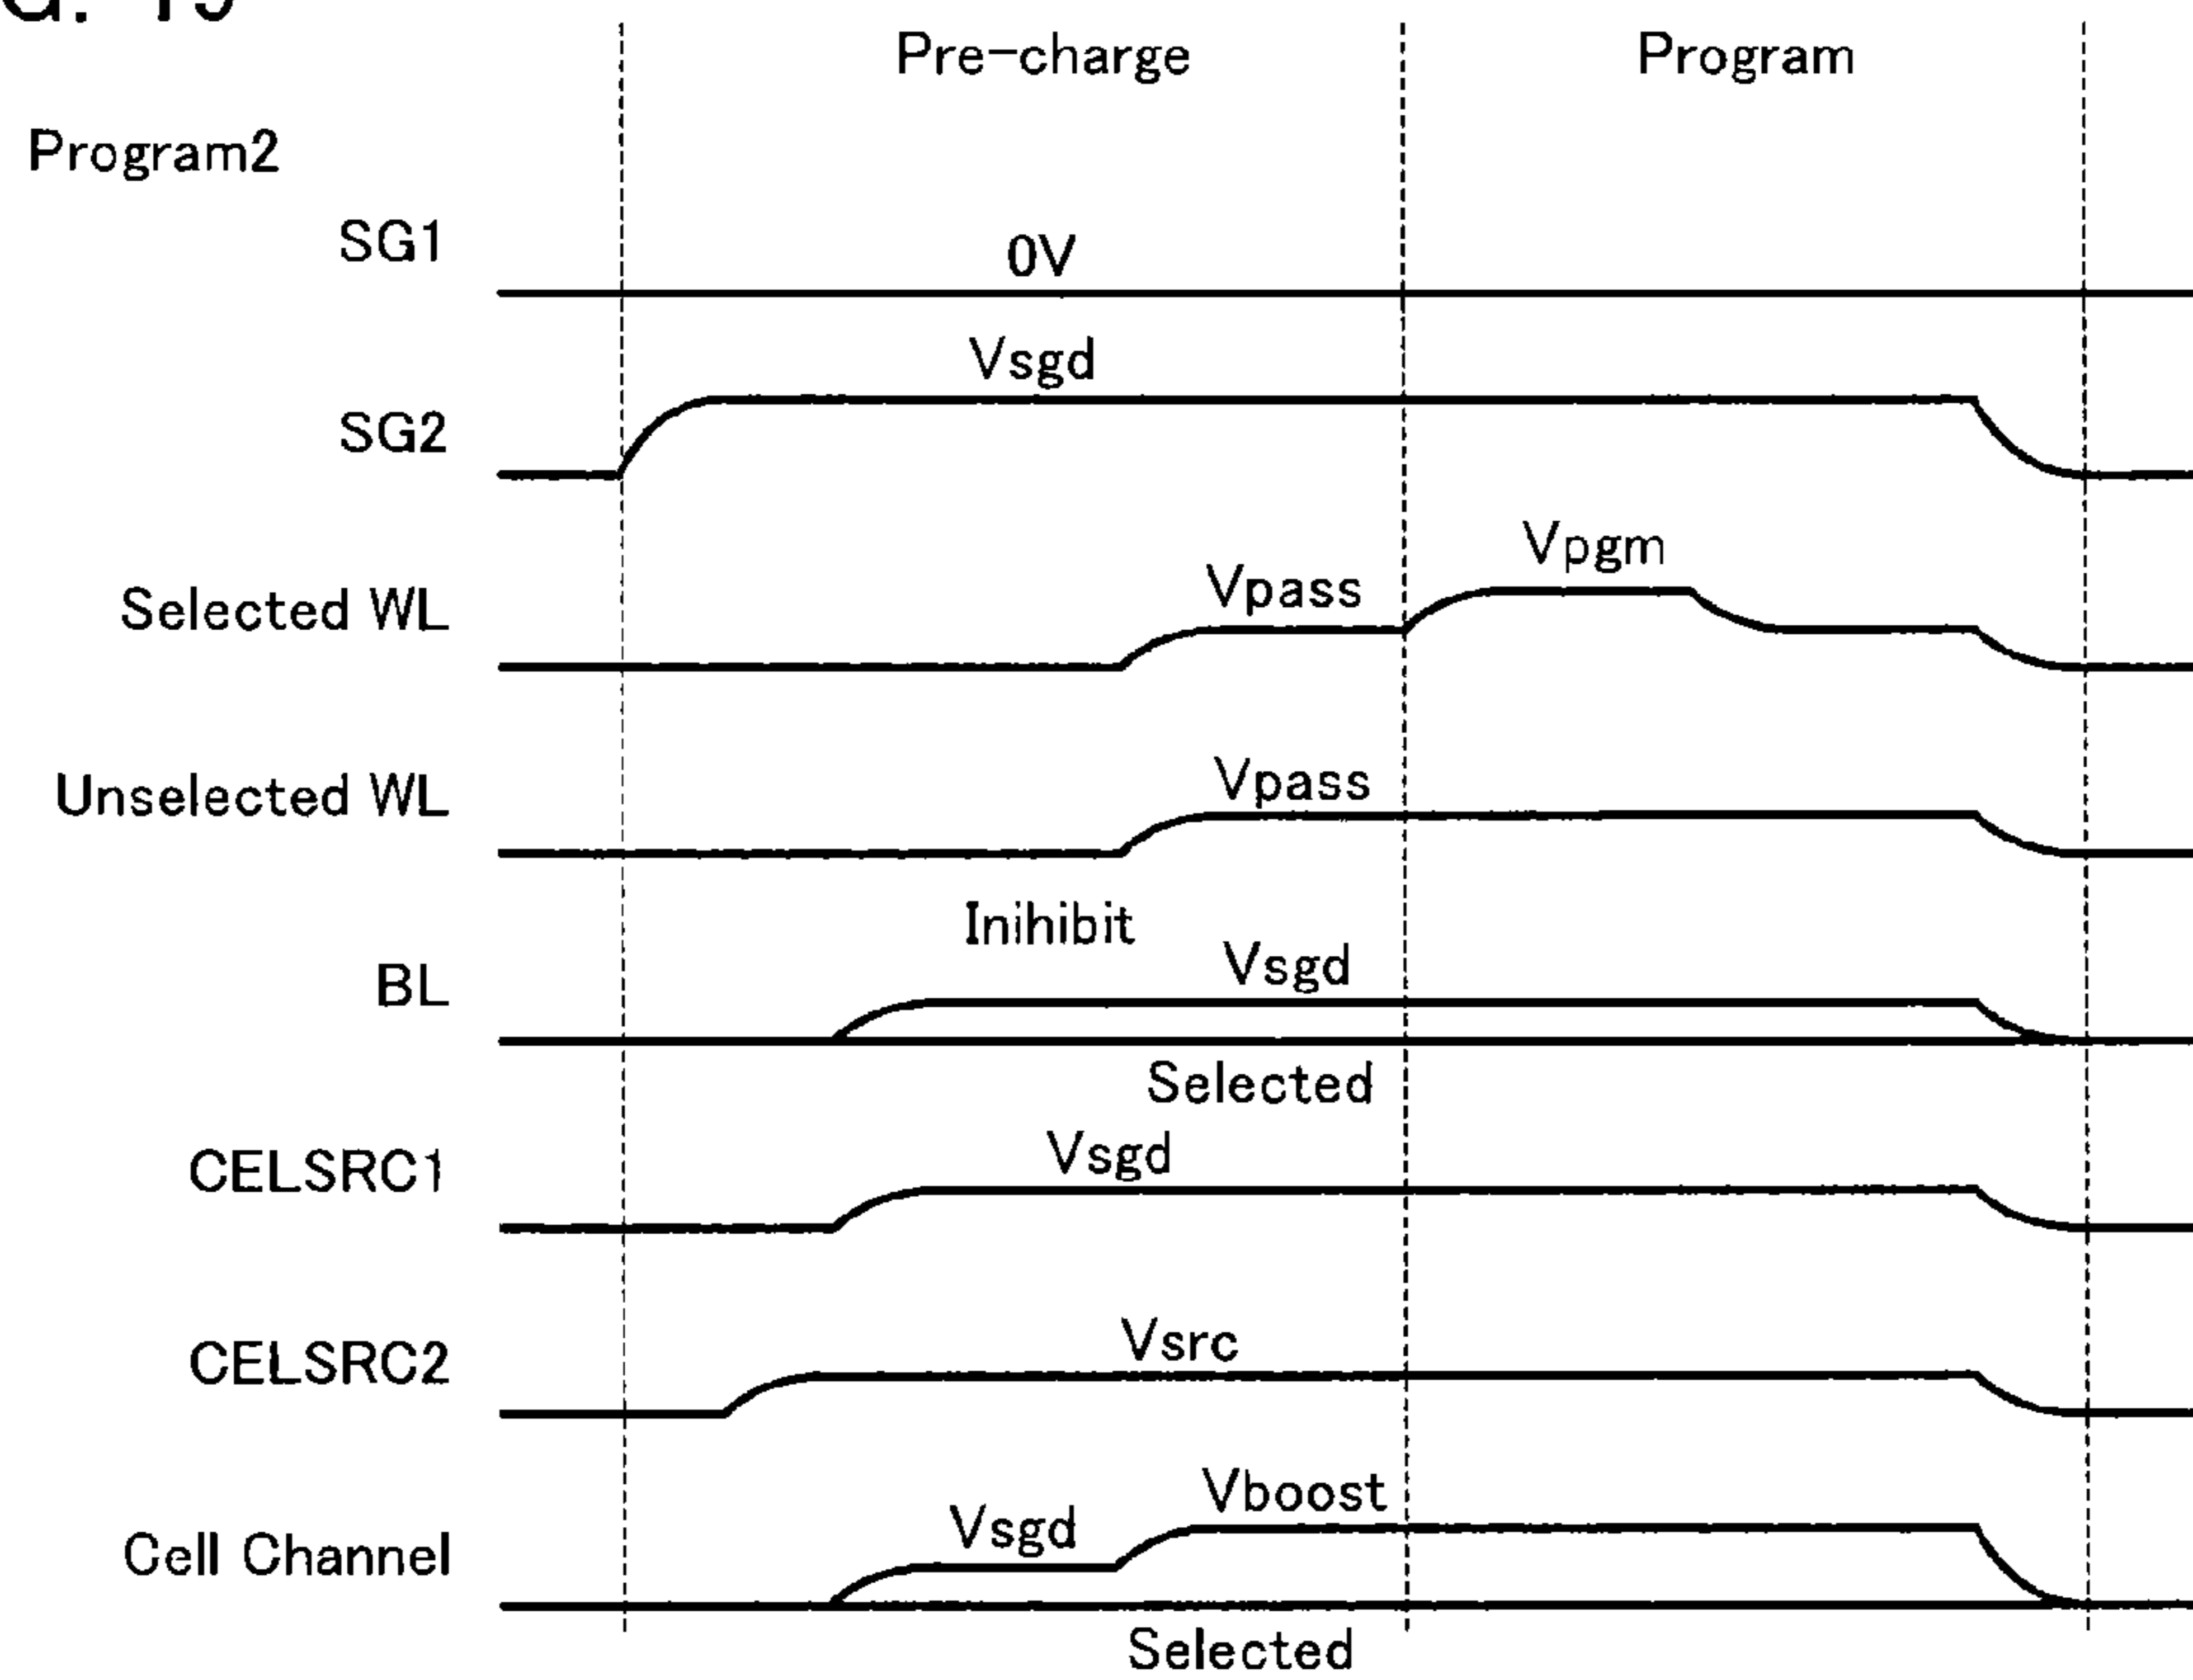 G. 19
Pre-charge Program
Program2
SG1
0V
Vsgd
SG2
Vpgm
Vpass
Selected WL
Vpass
Unselected WL
Inihibit
Vsgd
BL
Selected
Vsgd
CELSRC1
Vsrc
CELSRC2
Vboost
Vsgd
Cell Channel
Selected